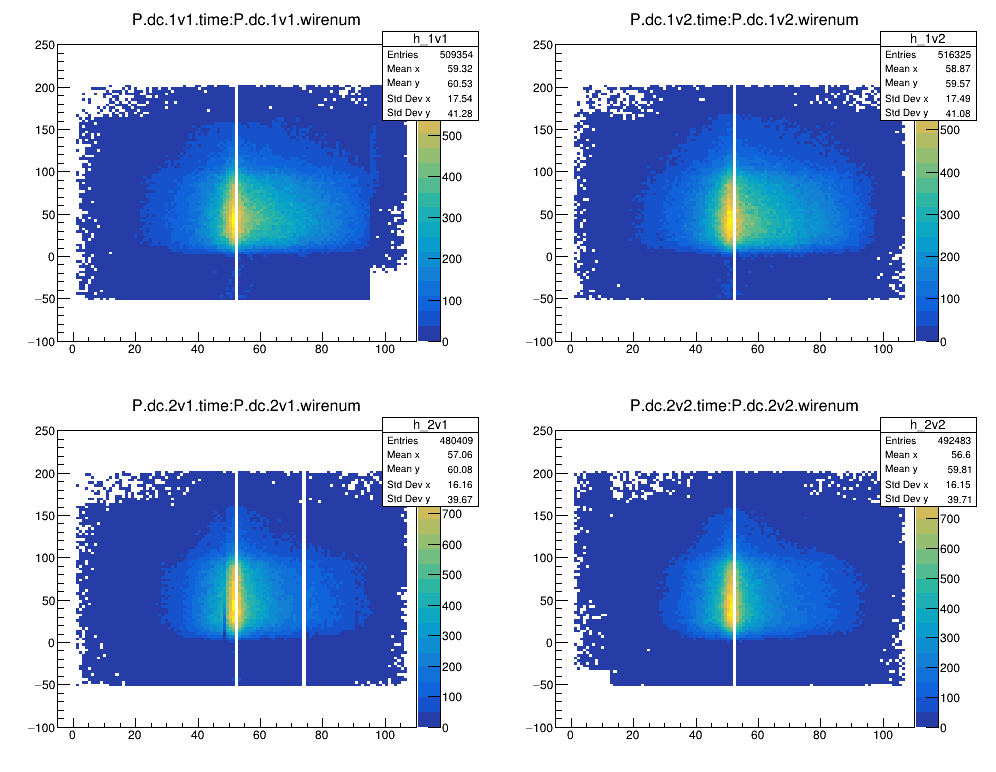 P.dc.1v1.time:P.dc.1v1.wirenum
h_1v1
Entries 509354
Mean x 59.32
Mean y 60.53
Std Dev x 17.54
Std Dev y 41.28
250
200
150
100
50
0
−50
−100
0 20 40 60 80 100
500
400
300
200
100
0
P.dc.1v2.time:P.dc.1v2.wirenum
h_1v2
Entries 516325
Mean x 58.87
Mean y 59.57
Std Dev x 17.49
Std Dev y 41.08
250
200
150
100
50
0
−50
−100
0 20 40 60 80 100
500
400
300
200
100
0
P.dc.2v1.time:P.dc.2v1.wirenum
h_2v1
Entries 480409
Mean x 57.06
Mean y 60.08
Std Dev x 16.16
Std Dev y 39.67
250
200
150
100
50
0
−50
−100
0 20 40 60 80 100
700
600
500
400
300
200
100
0
P.dc.2v2.time:P.dc.2v2.wirenum
h_2v2
Entries 492483
Mean x 56.6
Mean y 59.81
Std Dev x 16.15
Std Dev y 39.71
250
200
150
100
50
0
−50
−100
0 20 40 60 80 100
700
600
500
400
300
200
100
0